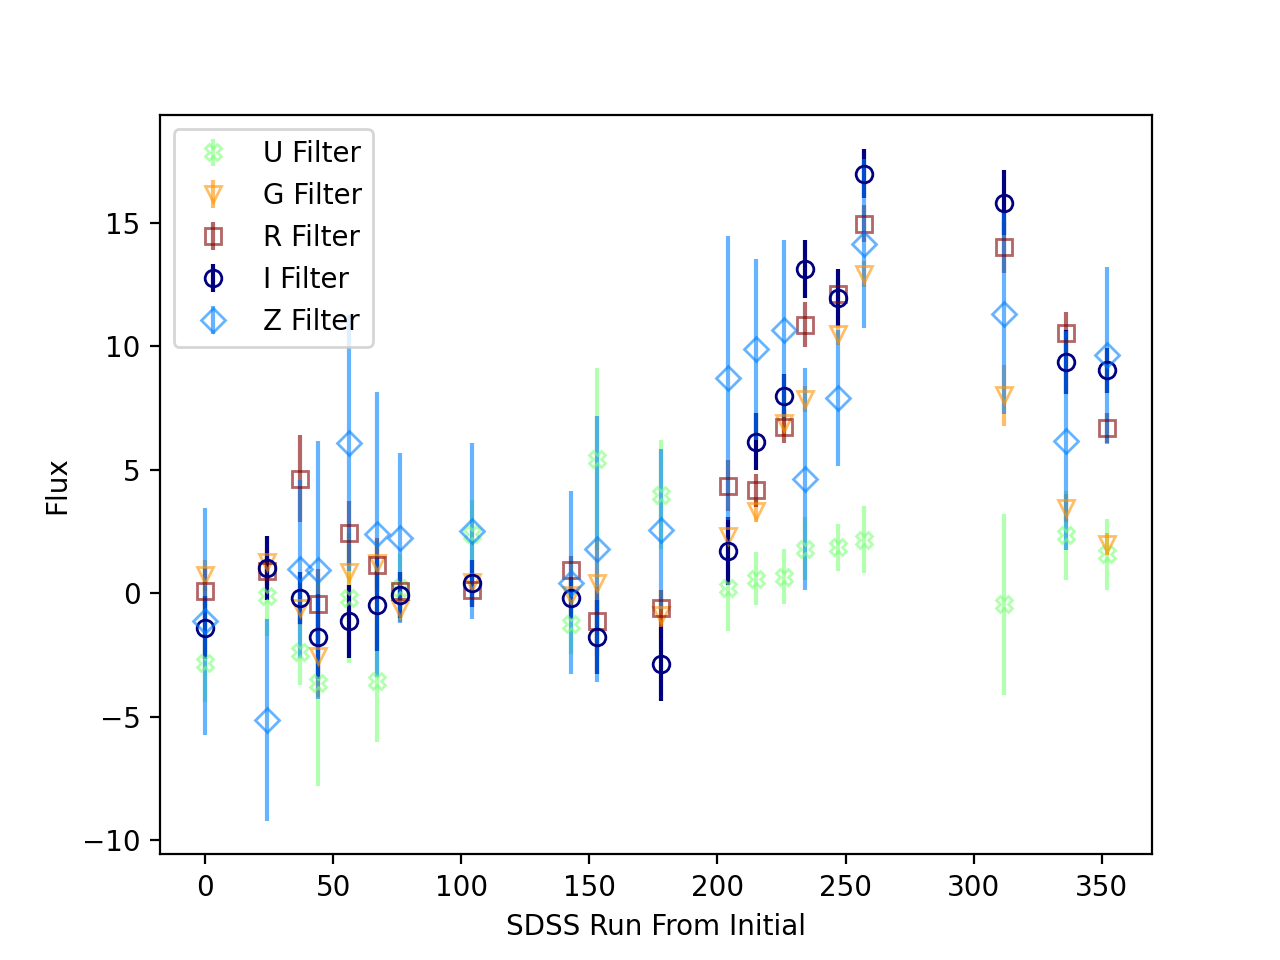 U Filter
G Filter
R Filter
I Filter
Z Filter
15
10
5
0
−5
−10
Flux
0 50 100 150 200 250 300 350
SDSS Run From Initial